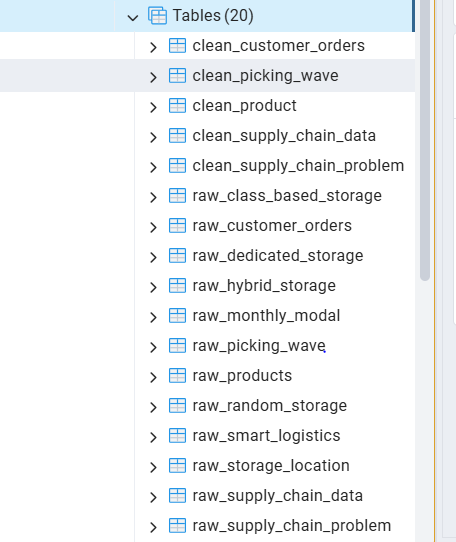 Tables (20)
clean_customer_orders
clean_picking_wave
clean_product
clean_supply_chain_data
clean_supply_chain_problem
raw_class_based_storage
raw_customer_orders
raw_dedicated_storage
raw_hybrid_storage
raw_monthly_modal
raw_picking_wave
raw_products
raw_random_storage
raw_smart_logistics
raw_storage_location
raw_supply_chain_data
raw_supply_chain_problem